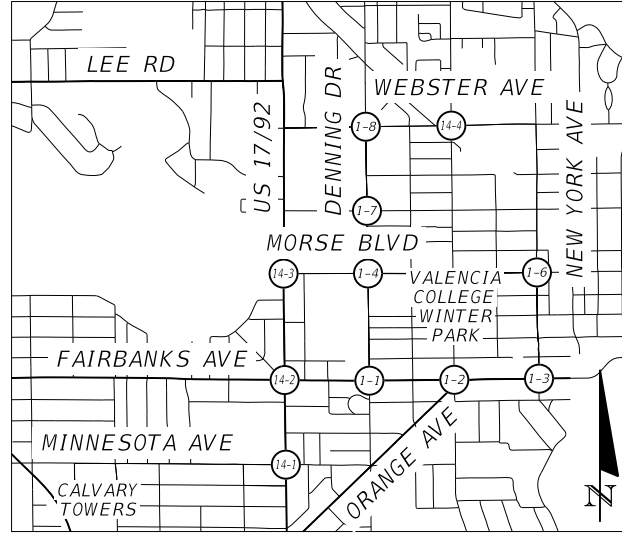 LEE RD
WEBSTER AVE
US 17/92
DENNING DR
NEW YORK AVE
1-8
14-4
1-7
MORSE BLVD
14-3
1-4
1-6
VALENCIA
COLLEGE
WINTER
PARK
FAIRBANKS AVE
14-2
1-1
1-2
1-3
MINNESOTA AVE
ORANGE AVE
14-1
CALVARY
TOWERS
N